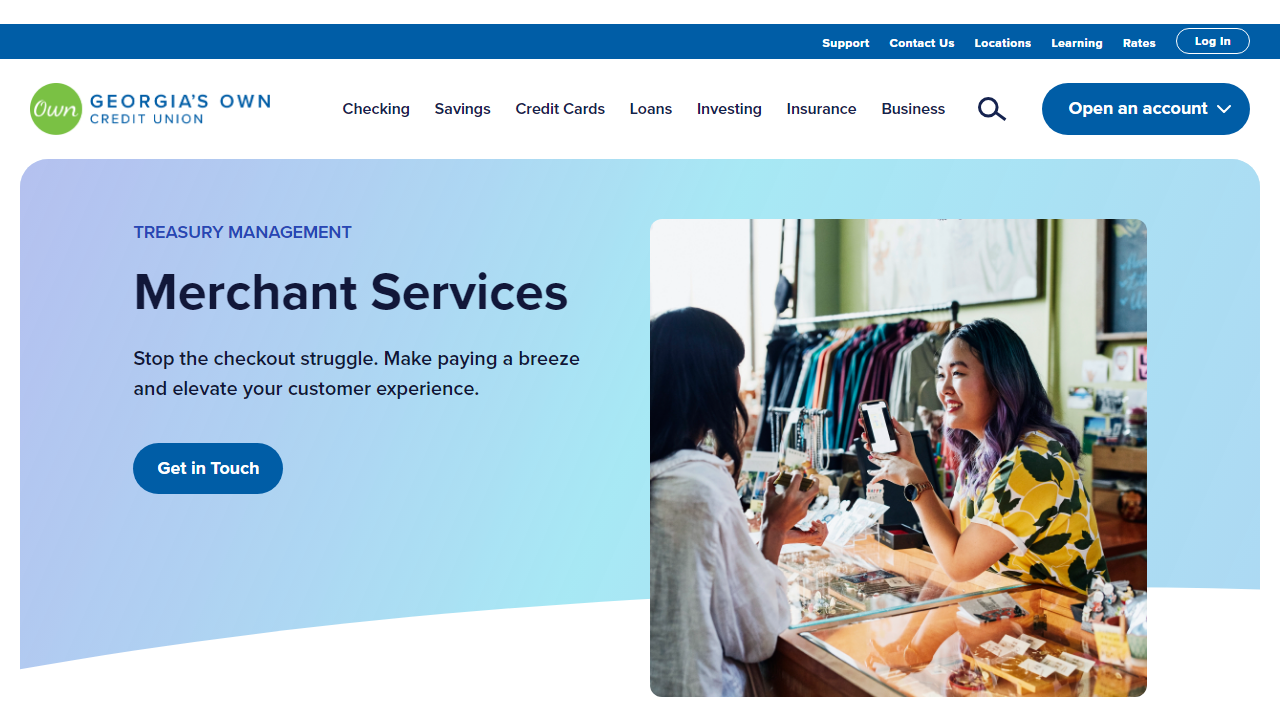 Support
Contact Us
Locations
Learning
Rates
Log In
Own
GEORGIA'S OWN
CREDIT UNION
Checking
Savings
Credit Cards
Loans
Investing
Insurance
Business
Open an account
TREASURY MANAGEMENT
Merchant Services
Stop the checkout struggle. Make paying a breeze
and elevate your customer experience.
Get in Touch